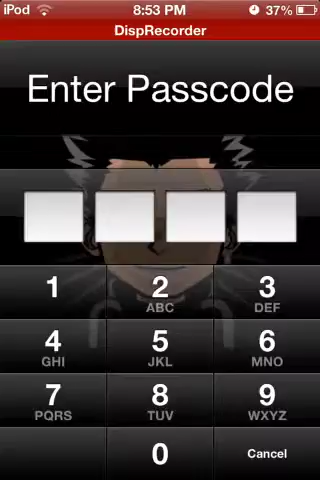 iPod 8:53 PM 37%
DispRecorder
Enter Passcode
1 2 3
ABC DEF
4 5 6
GHI JKL MNO
7 8 9
PQRS TUV WXYZ
0 Cancel